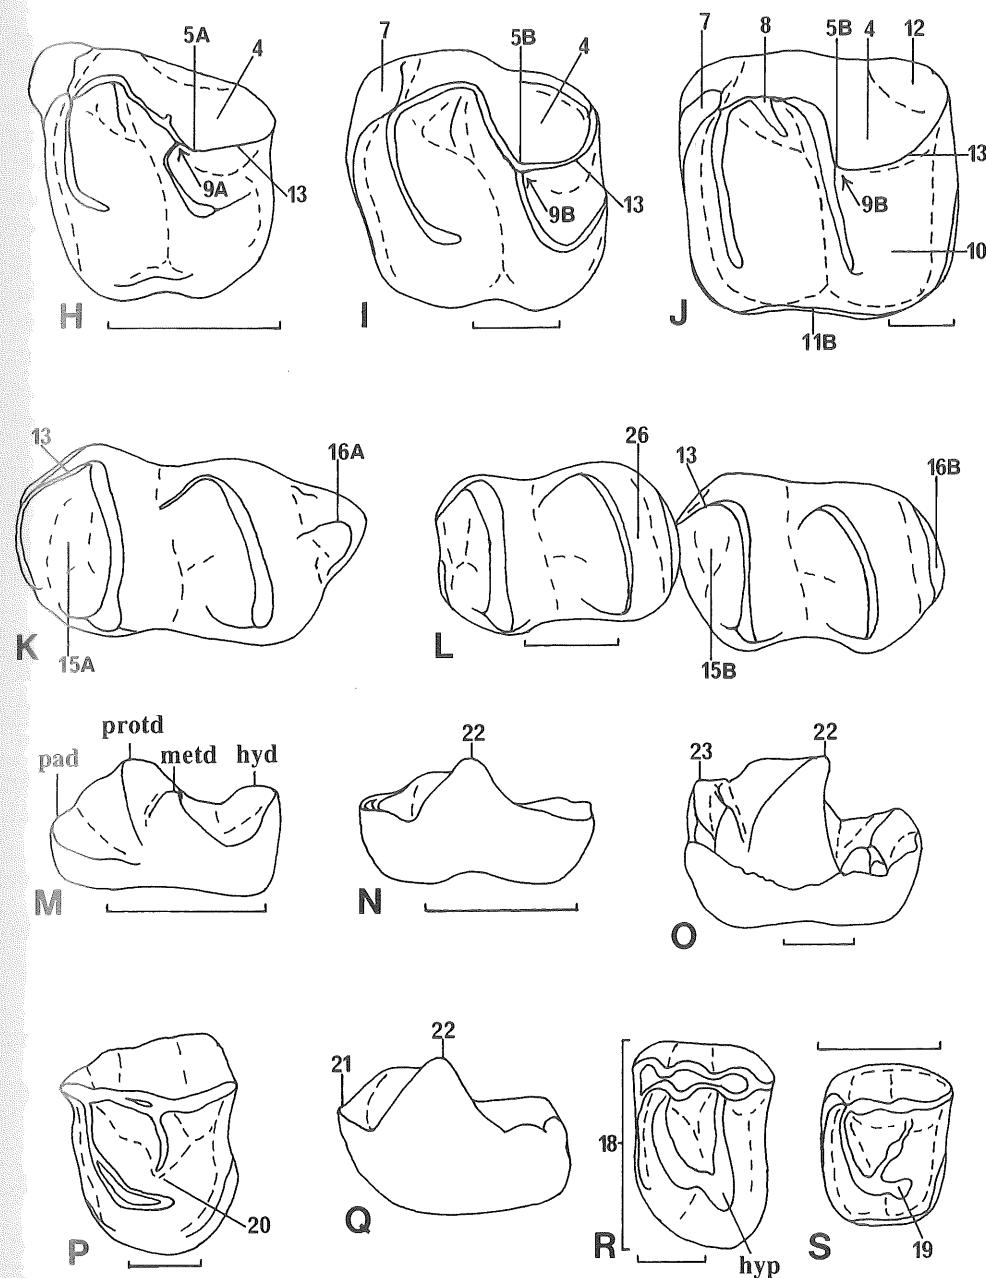 5A 4 7 5B 4 7 8 5B 4 12
9A 13 9B 13 13 9B 10
H I J 11B
13 16A 26 13 16B
K 15A L 15B
protd 22 22
pad metd hyd 23
M N O
22
21
18
20 19
P Q R hyp S